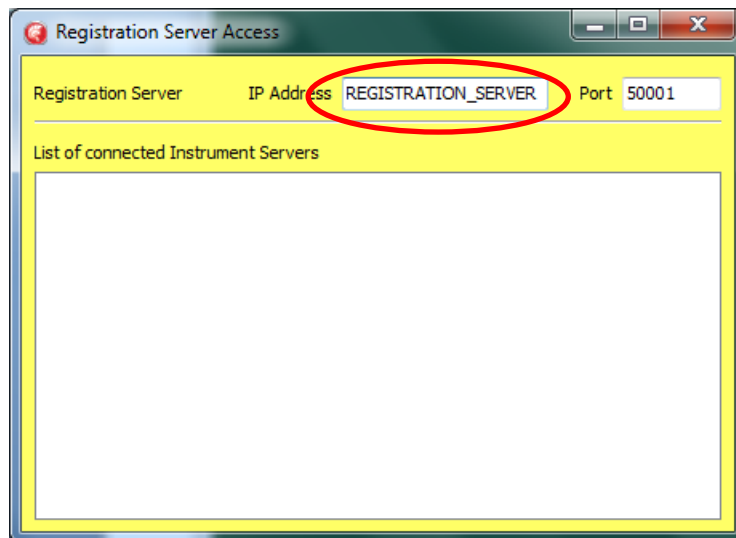 Registration Server Access
Registration Server IP Address REGISTRATION_SERVER Port 50001
List of connected Instrument Servers